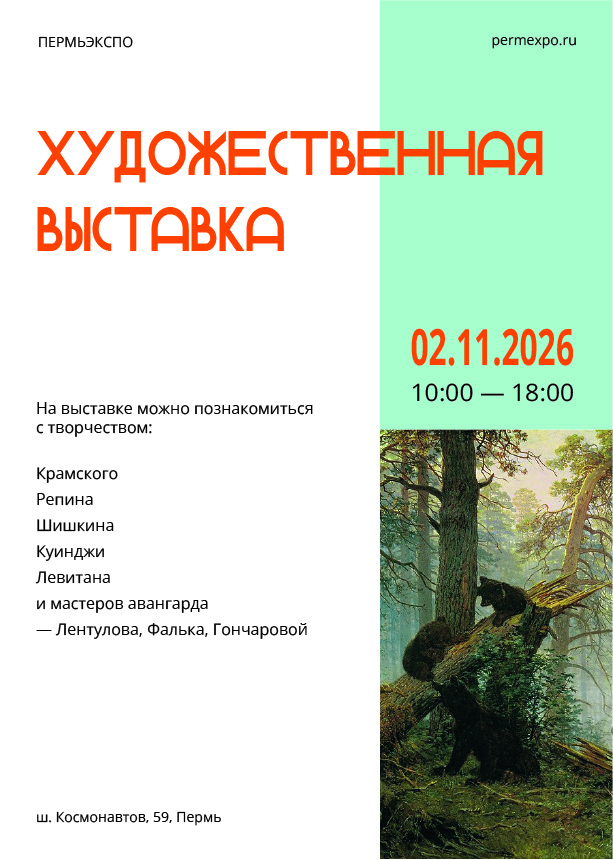 ПЕРМЬЭКСПО
permexpo.ru
ХУДОЖЕСТВЕННАЯ
ВЫСТАВКА
02.11.2026
10:00 — 18:00
На выставке можно познакомиться
с творчеством:
Крамского
Репина
Шишкина
Куинджи
Левитана
и мастеров авангарда
— Лентулова, Фалька, Гончаровой
ш. Космонавтов, 59, Пермь